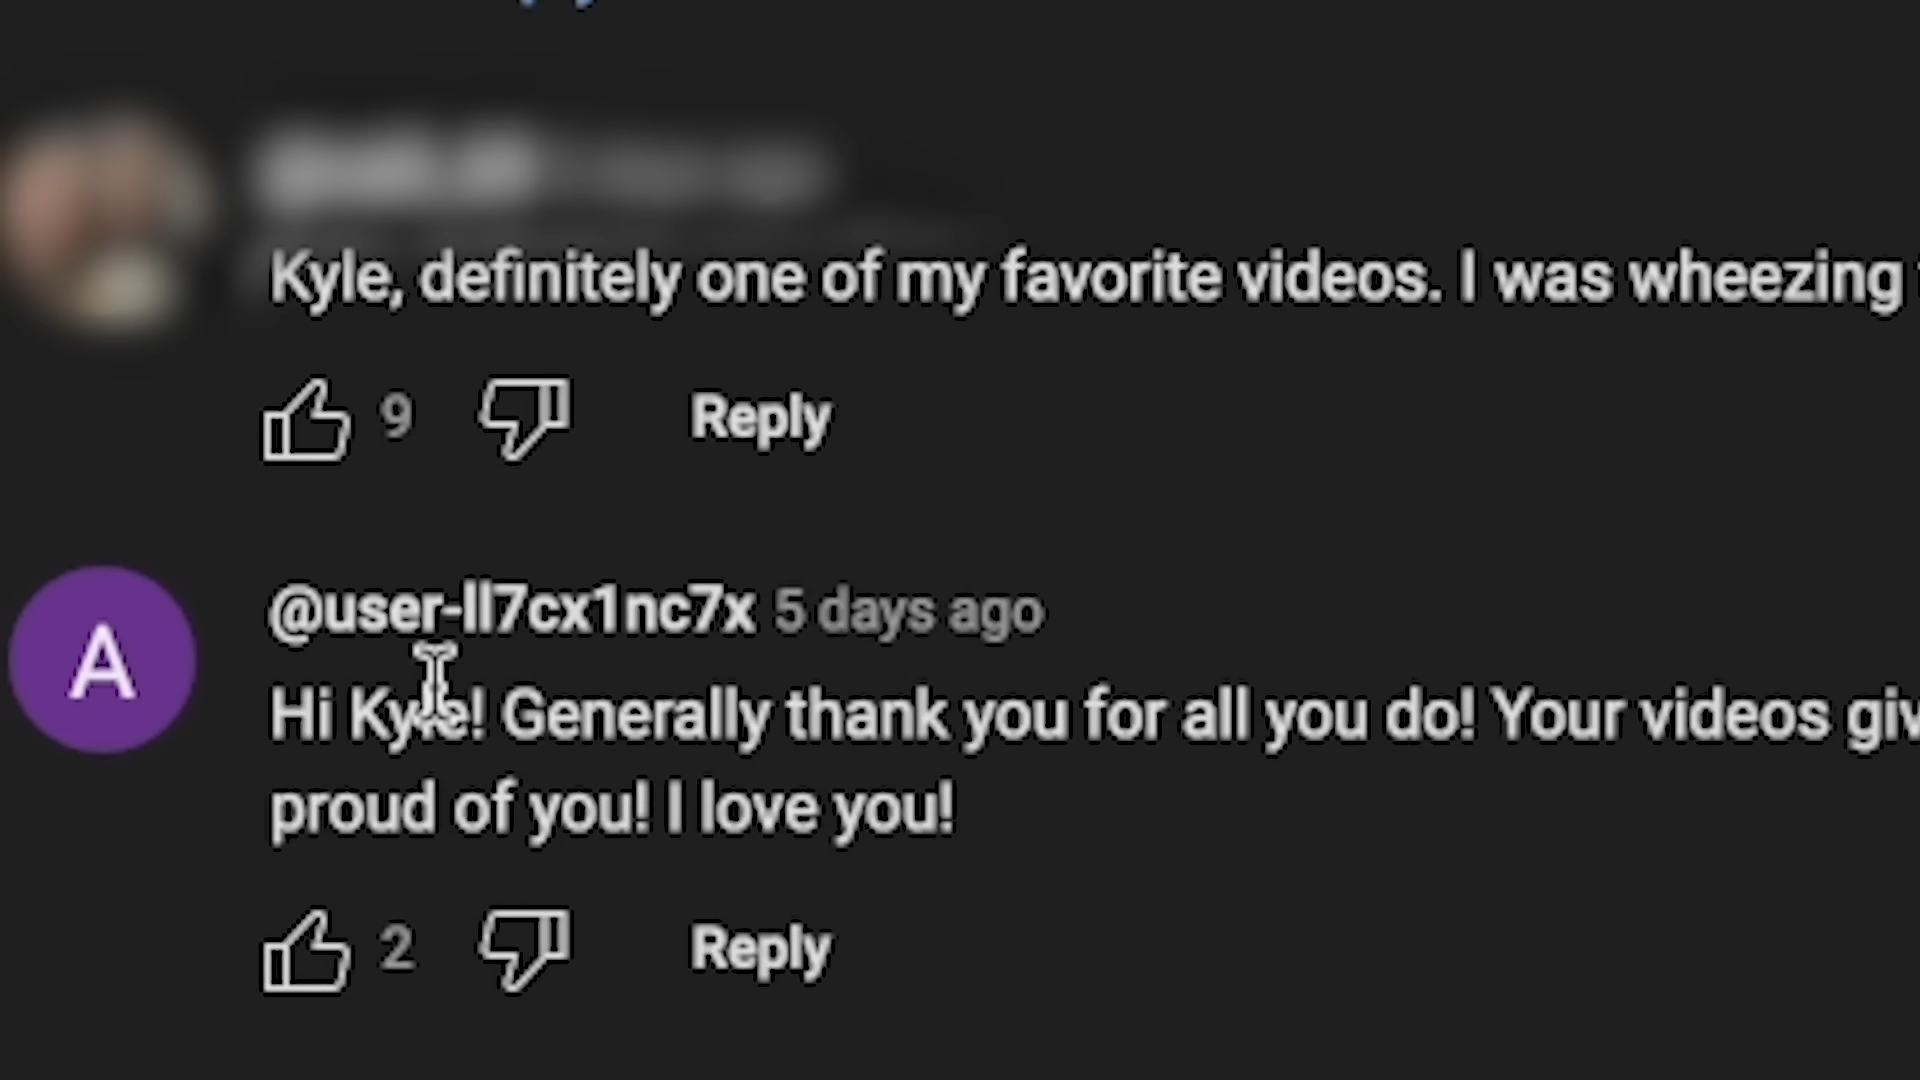 Kyle, definitely one of my favorite videos. I was wheezing
9 Reply
@user-ll7cx1nc7x 5 days ago
Hi Kyle! Generally thank you for all you do! Your videos giv
proud of you! I love you!
2 Reply
A